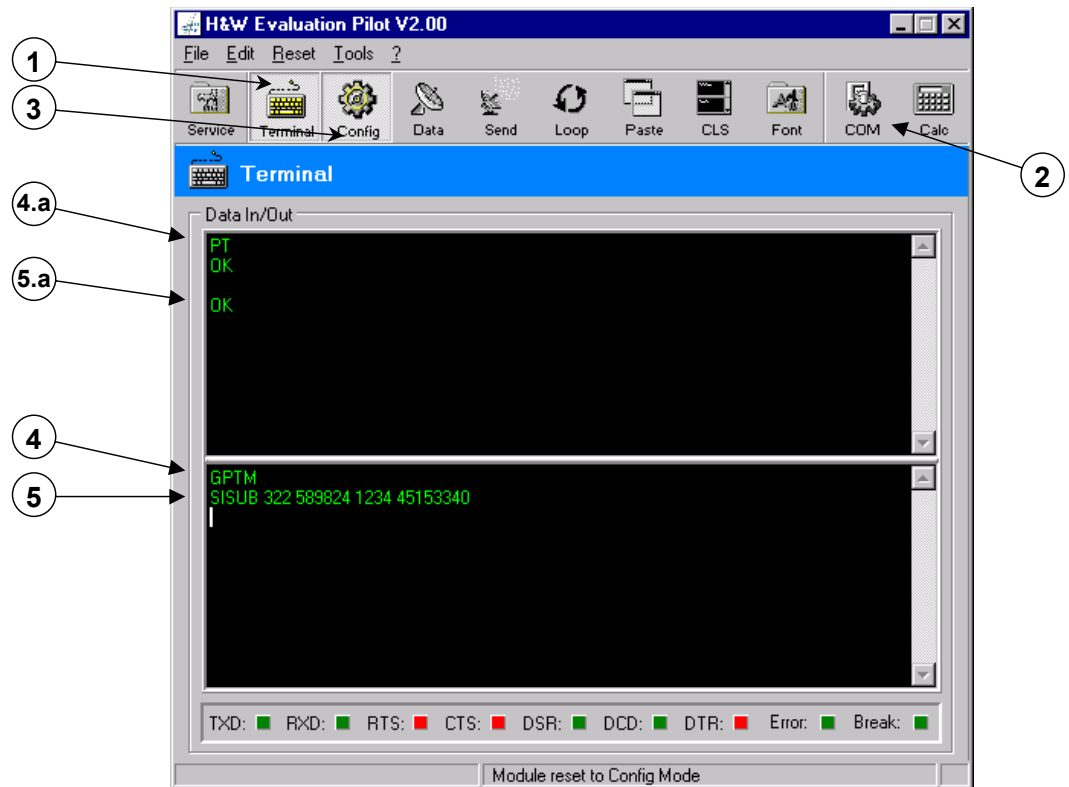 H&W Evaluation Pilot V2.00
File Edit Reset Tools ?
1
3
Service Terminal Config Data Send Loop Paste CLS Font COM Calc
2
Terminal
4.a
Data In/Out
PT
OK
5.a
OK
4
GPTM
5
SISUB 322 589824 1234 45153340
TXD: RXD: RTS: CTS: DSR: DCD: DTR: Error: Break:
Module reset to Config Mode